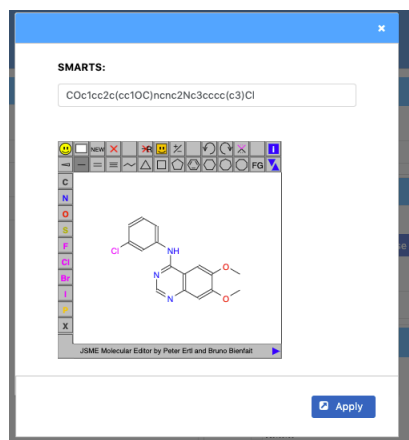 ×
SMARTS:
COc1cc2c(cc1OC)ncnc2Nc3cccc(c3)Cl
NEW
FG
C
N
O
S
F
Cl
Br
I
P
X
Cl
NH
N
N
O
O
JSME Molecular Editor by Peter Ertl and Bruno Bienfait
Apply